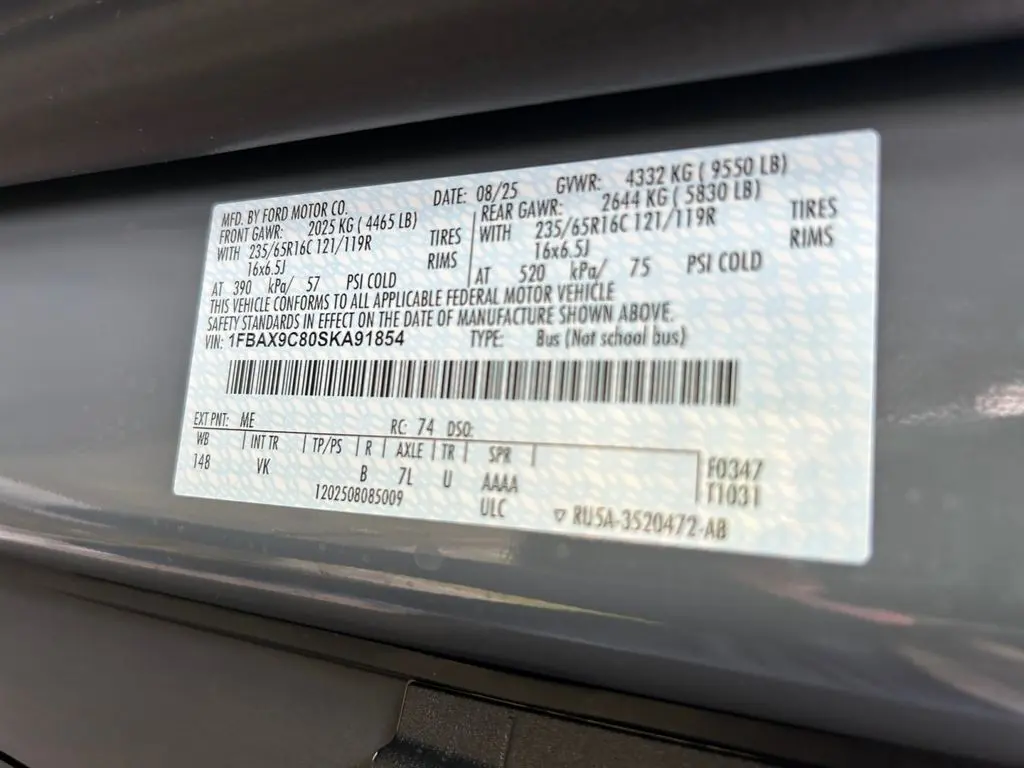 MFD. BY FORD MOTOR CO. DATE: 08/25 GVWR: 4332 KG ( 9550 LB)
FRONT GAWR: 2025 KG ( 4465 LB) REAR GAWR: 2644 KG ( 5830 LB)
WITH 235/65R16C 121/119R TIRES WITH 235/65R16C 121/119R TIRES
16x6.5J RIMS 16x6.5J RIMS
AT 390 kPa/ 57 PSI COLD AT 520 kPa/ 75 PSI COLD
THIS VEHICLE CONFORMS TO ALL APPLICABLE FEDERAL MOTOR VEHICLE
SAFETY STANDARDS IN EFFECT ON THE DATE OF MANUFACTURE SHOWN ABOVE.
VIN: 1FBAX9C80SKA91854 TYPE: Bus (Not school bus)
EXT PNT: ME RC: 74 DSO:
WB INT TR TP/PS R AXLE TR SPR
148 VK B 7L U AAAA F0347
T1031
1202508085009 ULC ▽ RU5A-3520472-AB